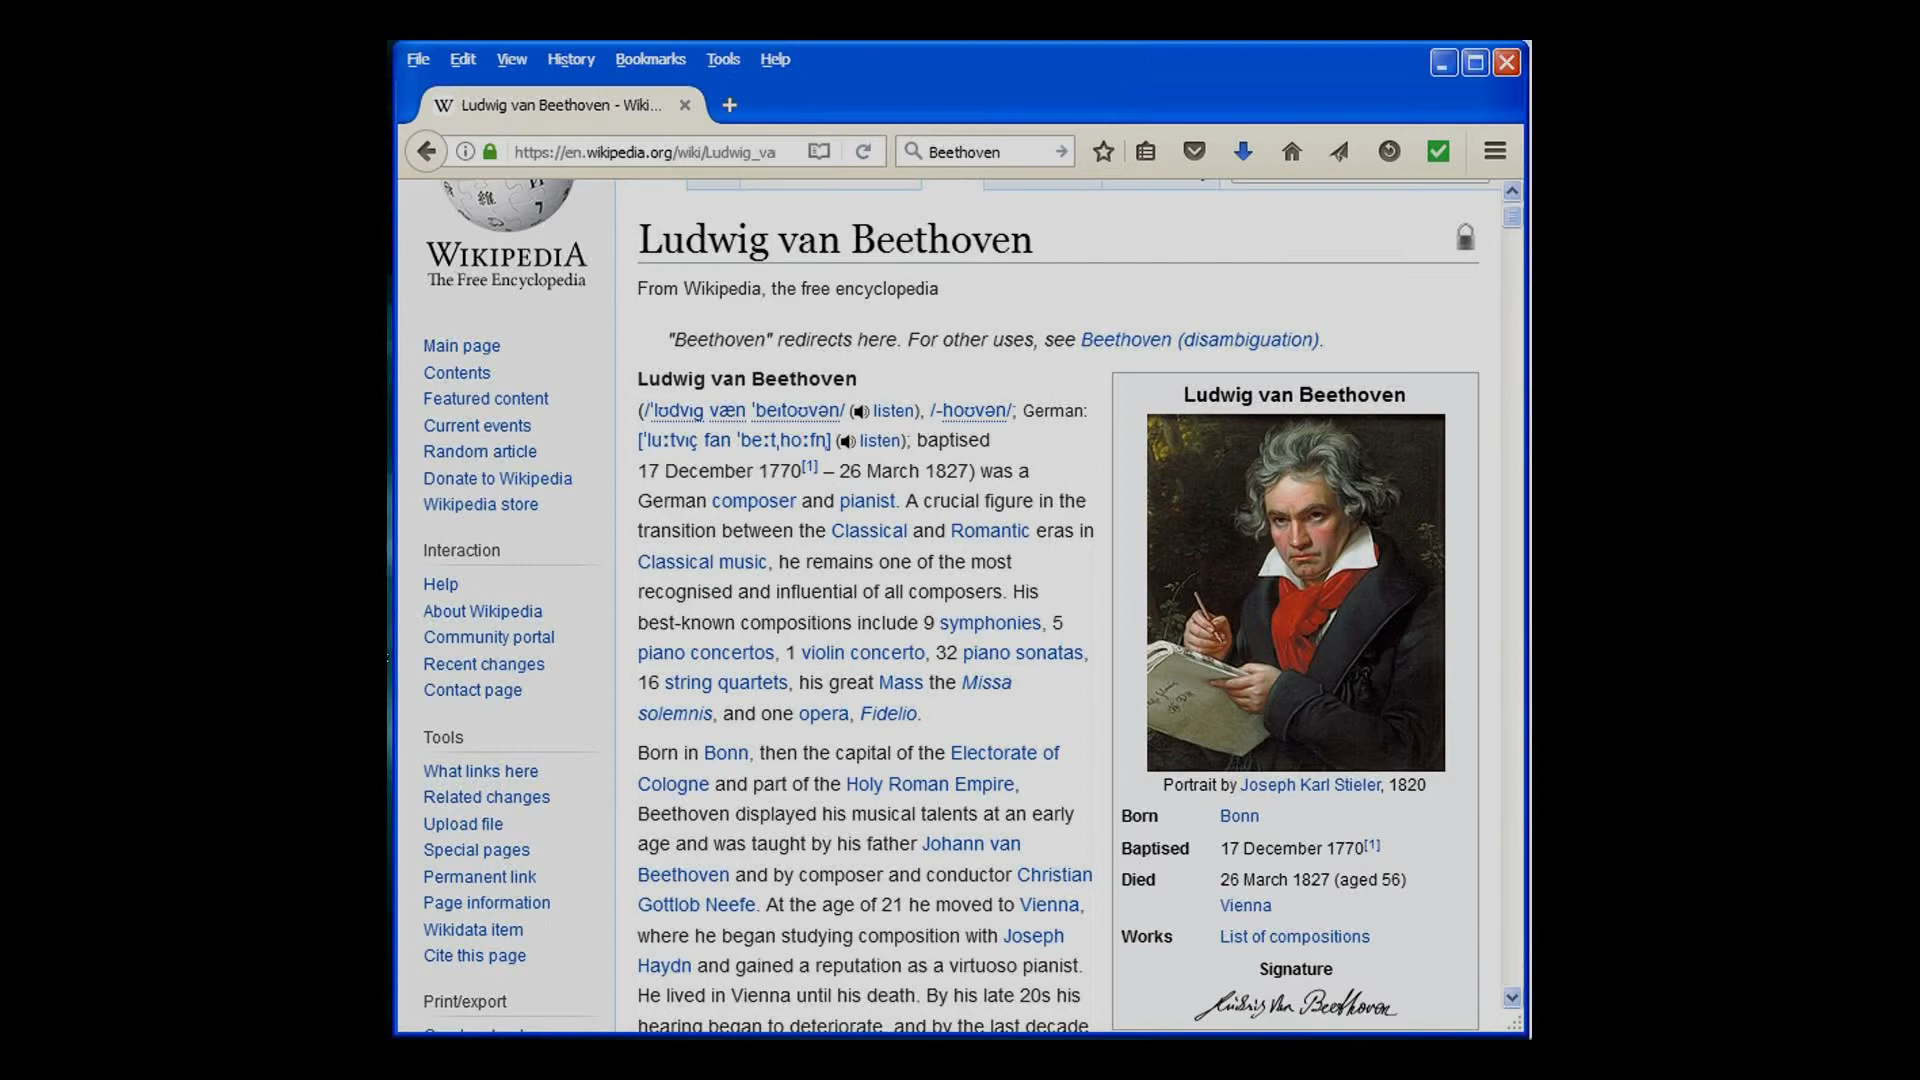 File Edit View History Bookmarks Tools Help
W Ludwig van Beethoven - Wiki...
https://en.wikipedia.org/wiki/Ludwig_va
Beethoven
WIKIPEDIA
The Free Encyclopedia
Main page
Contents
Featured content
Current events
Random article
Donate to Wikipedia
Wikipedia store
Interaction
Help
About Wikipedia
Community portal
Recent changes
Contact page
Tools
What links here
Related changes
Upload file
Special pages
Permanent link
Page information
Wikidata item
Cite this page
Print/export
Ludwig van Beethoven
From Wikipedia, the free encyclopedia
"Beethoven" redirects here. For other uses, see Beethoven (disambiguation).
Ludwig van Beethoven
(/ˈlʊdvɪɡ væn ˈbeɪtoʊvən/ (listen), /-hoʊvən/; German:
[ˈluːtvɪç fan ˈbeːtˌhoːfn̩] (listen); baptised
17 December 1770[1] – 26 March 1827) was a
German composer and pianist. A crucial figure in the
transition between the Classical and Romantic eras in
Classical music, he remains one of the most
recognised and influential of all composers. His
best-known compositions include 9 symphonies, 5
piano concertos, 1 violin concerto, 32 piano sonatas,
16 string quartets, his great Mass the Missa
solemnis, and one opera, Fidelio.
Born in Bonn, then the capital of the Electorate of
Cologne and part of the Holy Roman Empire,
Beethoven displayed his musical talents at an early
age and was taught by his father Johann van
Beethoven and by composer and conductor Christian
Gottlob Neefe. At the age of 21 he moved to Vienna,
where he began studying composition with Joseph
Haydn and gained a reputation as a virtuoso pianist.
He lived in Vienna until his death. By his late 20s his
hearing began to deteriorate, and by the last decade
Ludwig van Beethoven
Portrait by Joseph Karl Stieler, 1820
Born Bonn
Baptised 17 December 1770[1]
Died 26 March 1827 (aged 56)
Vienna
Works List of compositions
Signature
Ludwig van Beethoven